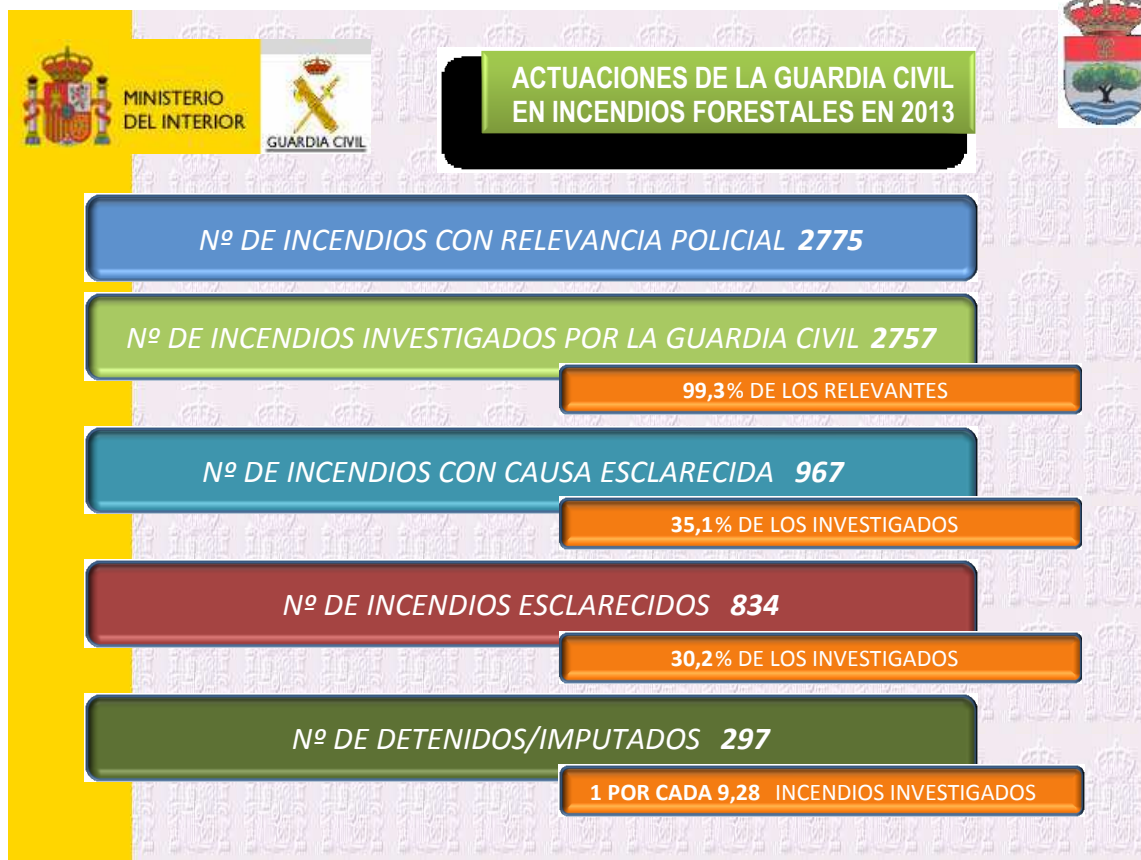 MINISTERIO
DEL INTERIOR
GUARDIA CIVIL
ACTUACIONES DE LA GUARDIA CIVIL
EN INCENDIOS FORESTALES EN 2013
Nº DE INCENDIOS CON RELEVANCIA POLICIAL 2775
Nº DE INCENDIOS INVESTIGADOS POR LA GUARDIA CIVIL 2757
99,3% DE LOS RELEVANTES
Nº DE INCENDIOS CON CAUSA ESCLARECIDA 967
35,1% DE LOS INVESTIGADOS
Nº DE INCENDIOS ESCLARECIDOS 834
30,2% DE LOS INVESTIGADOS
Nº DE DETENIDOS/IMPUTADOS 297
1 POR CADA 9,28 INCENDIOS INVESTIGADOS